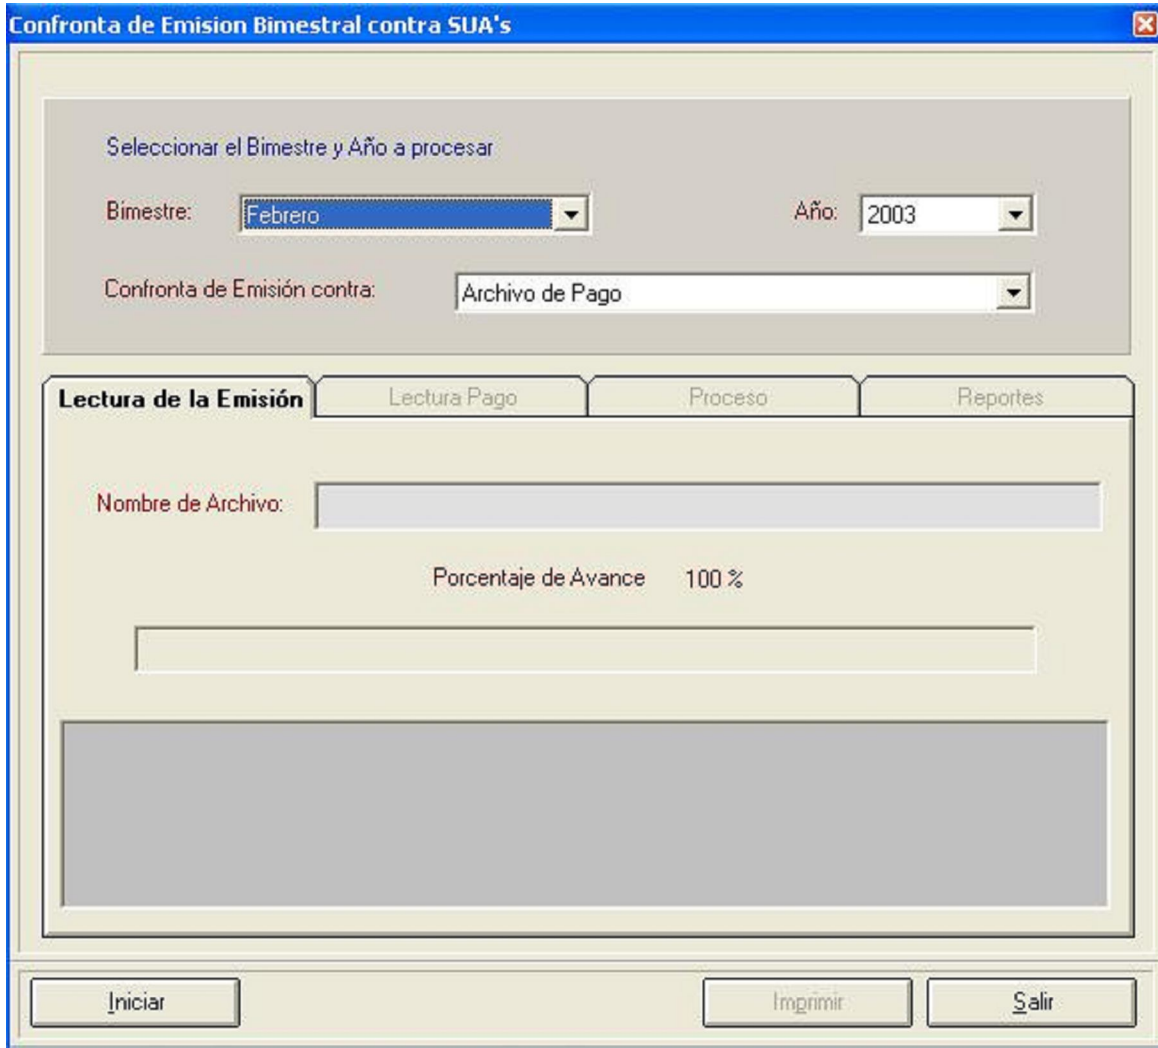 Confronta de Emision Bimestral contra SUA's
Seleccionar el Bimestre y Año a procesar
Bimestre: Febrero Año: 2003
Confronta de Emisión contra: Archivo de Pago
Lectura de la Emisión Lectura Pago Proceso Reportes
Nombre de Archivo:
Porcentaje de Avance 100 %
Iniciar Imprimir Salir